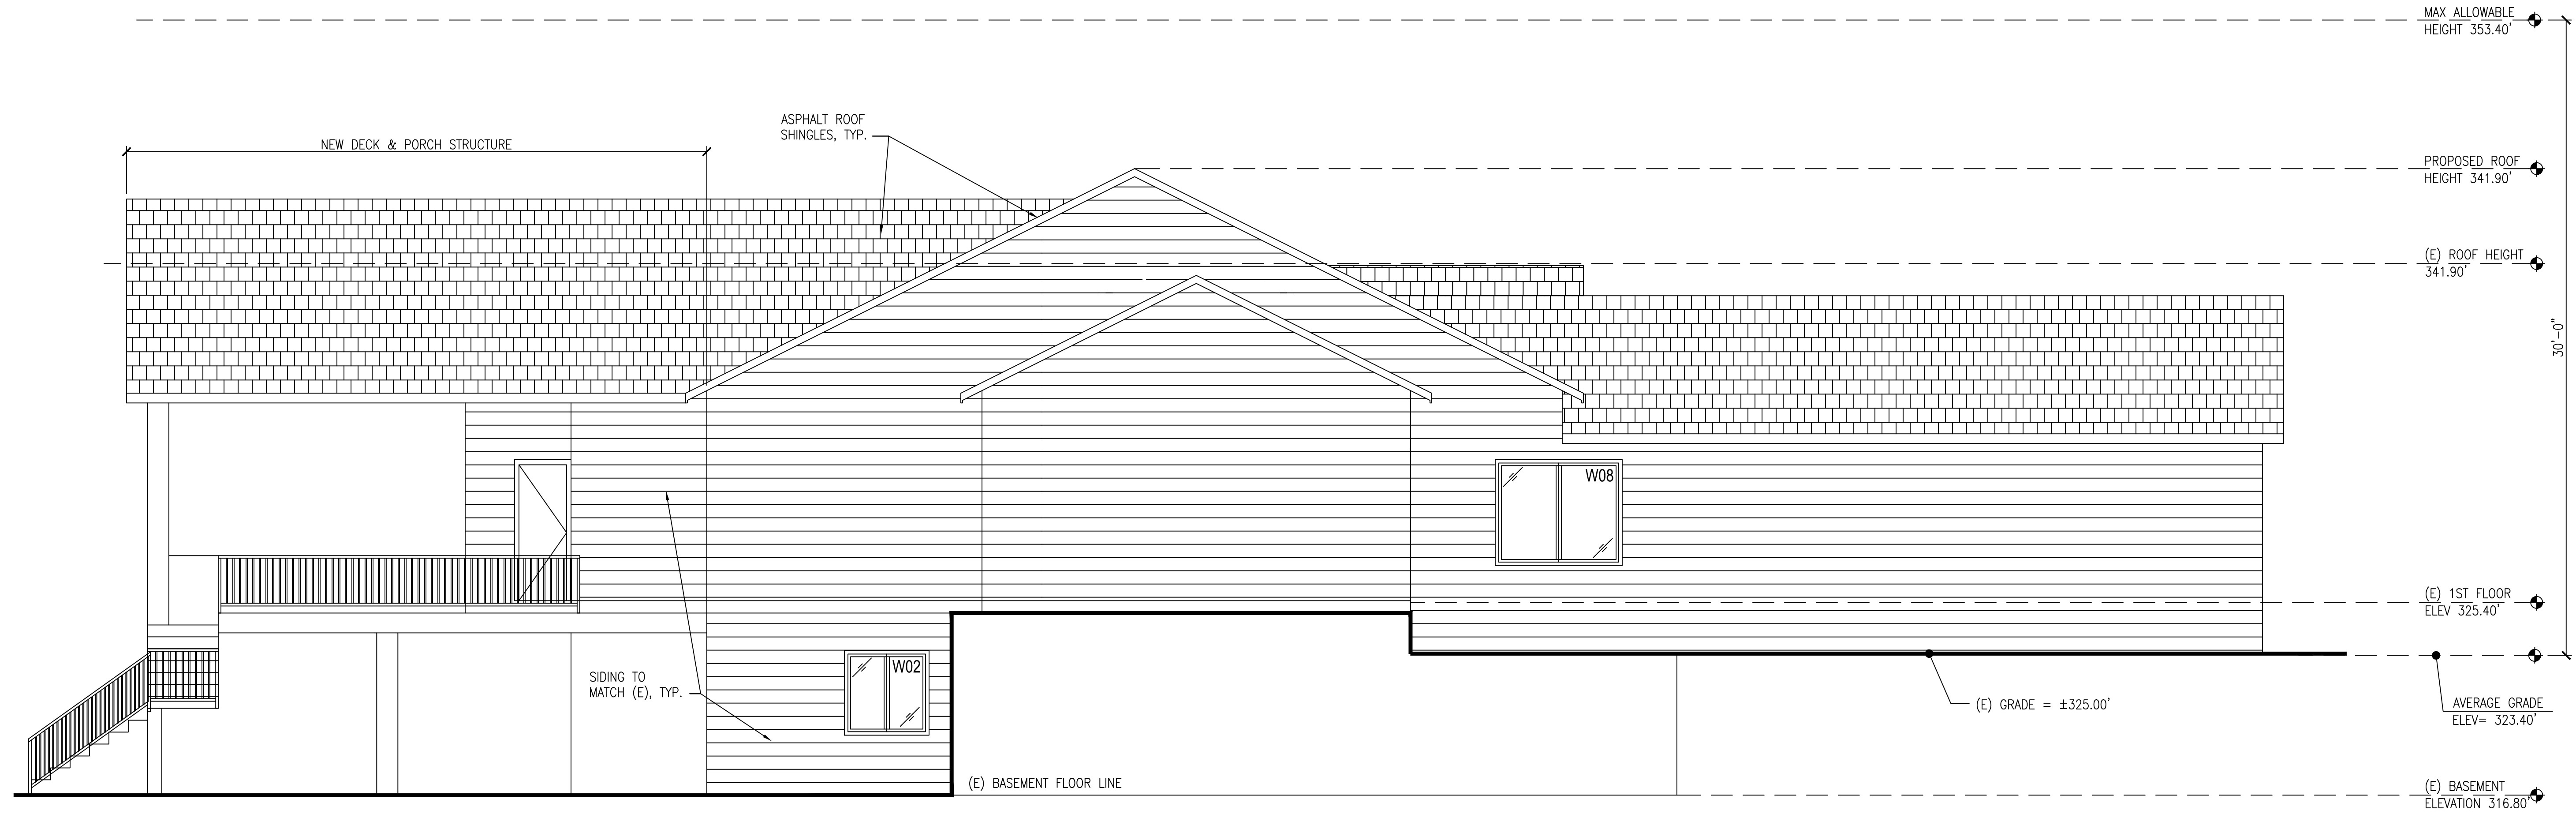 MAX ALLOWABLE
HEIGHT 353.40'
ASPHALT ROOF
SHINGLES, TYP.
NEW DECK & PORCH STRUCTURE
PROPOSED ROOF
HEIGHT 341.90'
(E) ROOF HEIGHT
341.90'
30'-0"
W08
(E) 1ST FLOOR
ELEV 325.40'
W02
SIDING TO
MATCH (E), TYP.
(E) GRADE = ±325.00'
AVERAGE GRADE
ELEV= 323.40'
(E) BASEMENT FLOOR LINE
(E) BASEMENT
ELEVATION 316.80'